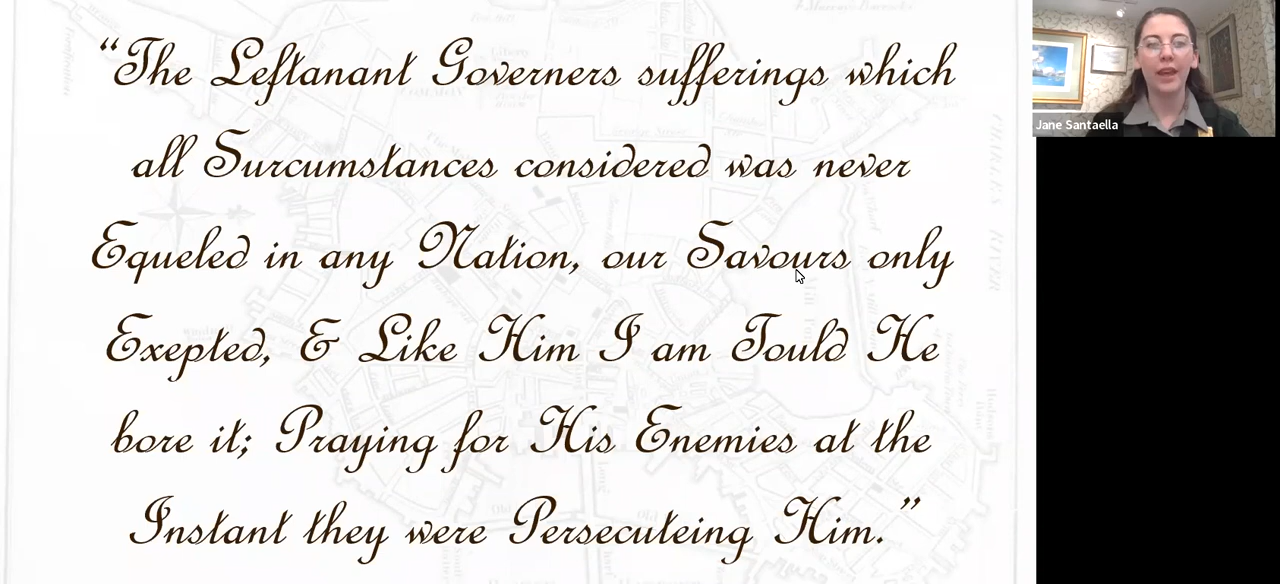 “The Leftanant Governers sufferings which
all Surcumstances considered was never
Equeled in any Nation, our Savours only
Exepted, & Like Him I am Tould He
bore it; Praying for His Enemies at the
Instant they were Persecuteing Him.”
Jane Santaella